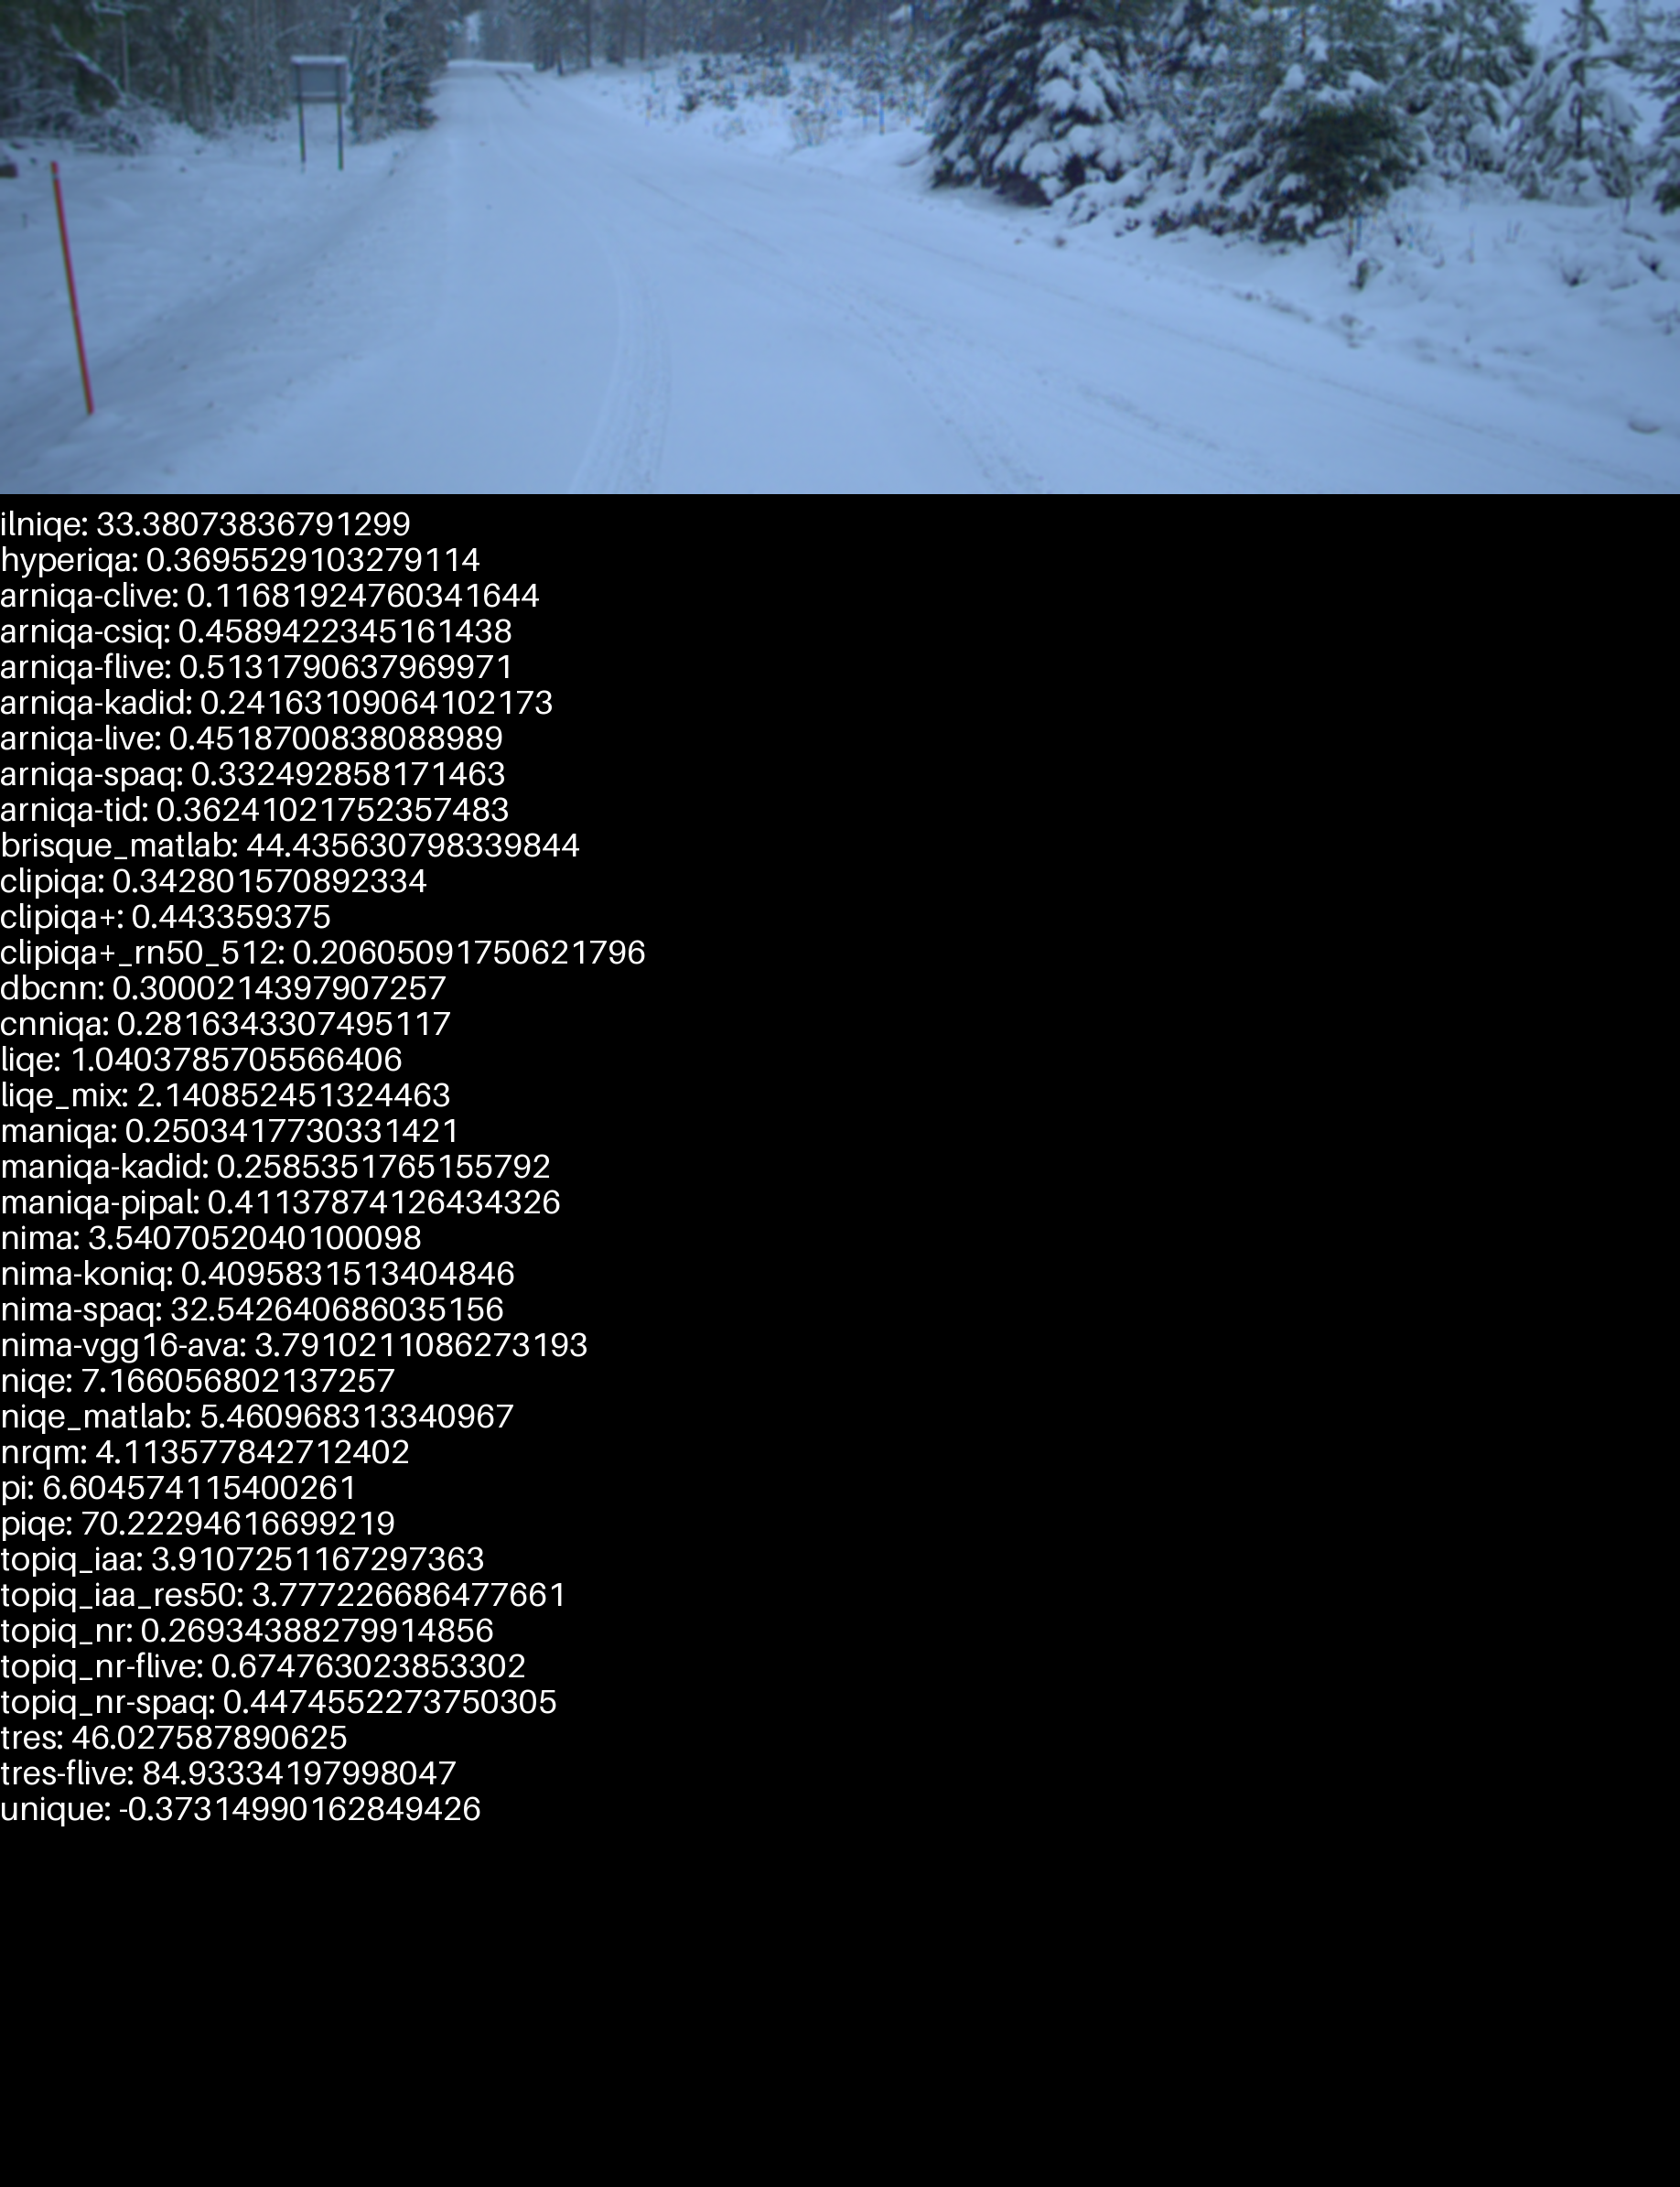 ilniqe: 33.38073836791299
hyperiqa: 0.3695529103279114
arniqa-clive: 0.11681924760341644
arniqa-csiq: 0.4589422345161438
arniqa-flive: 0.5131790637969971
arniqa-kadid: 0.24163109064102173
arniqa-live: 0.4518700838088989
arniqa-spaq: 0.332492858171463
arniqa-tid: 0.36241021752357483
brisque_matlab: 44.435630798339844
clipiqa: 0.342801570892334
clipiqa+: 0.443359375
clipiqa+_rn50_512: 0.20605091750621796
dbcnn: 0.3000214397907257
cnniqa: 0.2816343307495117
liqe: 1.0403785705566406
liqe_mix: 2.140852451324463
maniqa: 0.2503417730331421
maniqa-kadid: 0.2585351765155792
maniqa-pipal: 0.41137874126434326
nima: 3.5407052040100098
nima-koniq: 0.4095831513404846
nima-spaq: 32.542640686035156
nima-vgg16-ava: 3.7910211086273193
niqe: 7.166056802137257
niqe_matlab: 5.460968313340967
nrqm: 4.113577842712402
pi: 6.604574115400261
piqe: 70.22294616699219
topiq_iaa: 3.9107251167297363
topiq_iaa_res50: 3.777226686477661
topiq_nr: 0.26934388279914856
topiq_nr-flive: 0.674763023853302
topiq_nr-spaq: 0.4474552273750305
tres: 46.027587890625
tres-flive: 84.93334197998047
unique: -0.37314990162849426